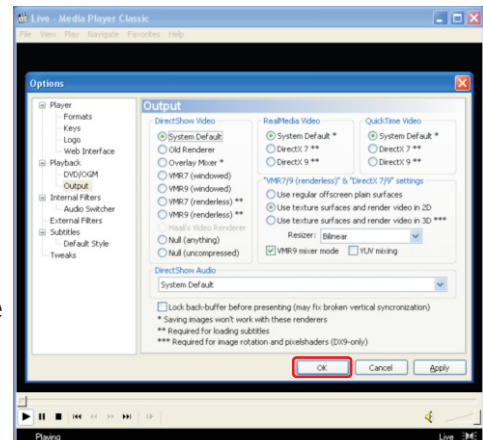 Live - Media Player Classic
File View Play Navigate Favorites Help
Options
Player
Formats
Keys
Logo
Web Interface
Playback
DVD/OGM
Output
Internal Filters
Audio Switcher
External Filters
Subtitles
Default Style
Tweaks
Output
DirectShow Video
System Default
Old Renderer
Overlay Mixer *
VMR7 (windowed)
VMR9 (windowed)
VMR7 (renderless) **
VMR9 (renderless) **
Haali's Video Renderer
Null (anything)
Null (uncompressed)
RealMedia Video
System Default *
DirectX 7 **
DirectX 9 **
QuickTime Video
System Default *
DirectX 7 **
DirectX 9 **
"VMR7/9 (renderless)" & "DirectX 7/9" settings
Use regular offscreen plain surfaces
Use texture surfaces and render video in 2D
Use texture surfaces and render video in 3D ***
Resizer: Bilinear
VMR9 mixer mode YUV mixing
DirectShow Audio
System Default
Lock back-buffer before presenting (may fix broken vertical syncronization)
* Saving images won't work with these renderers
** Required for loading subtitles
*** Required for image rotation and pixelshaders (DX9-only)
OK Cancel Apply
e
Playing Live